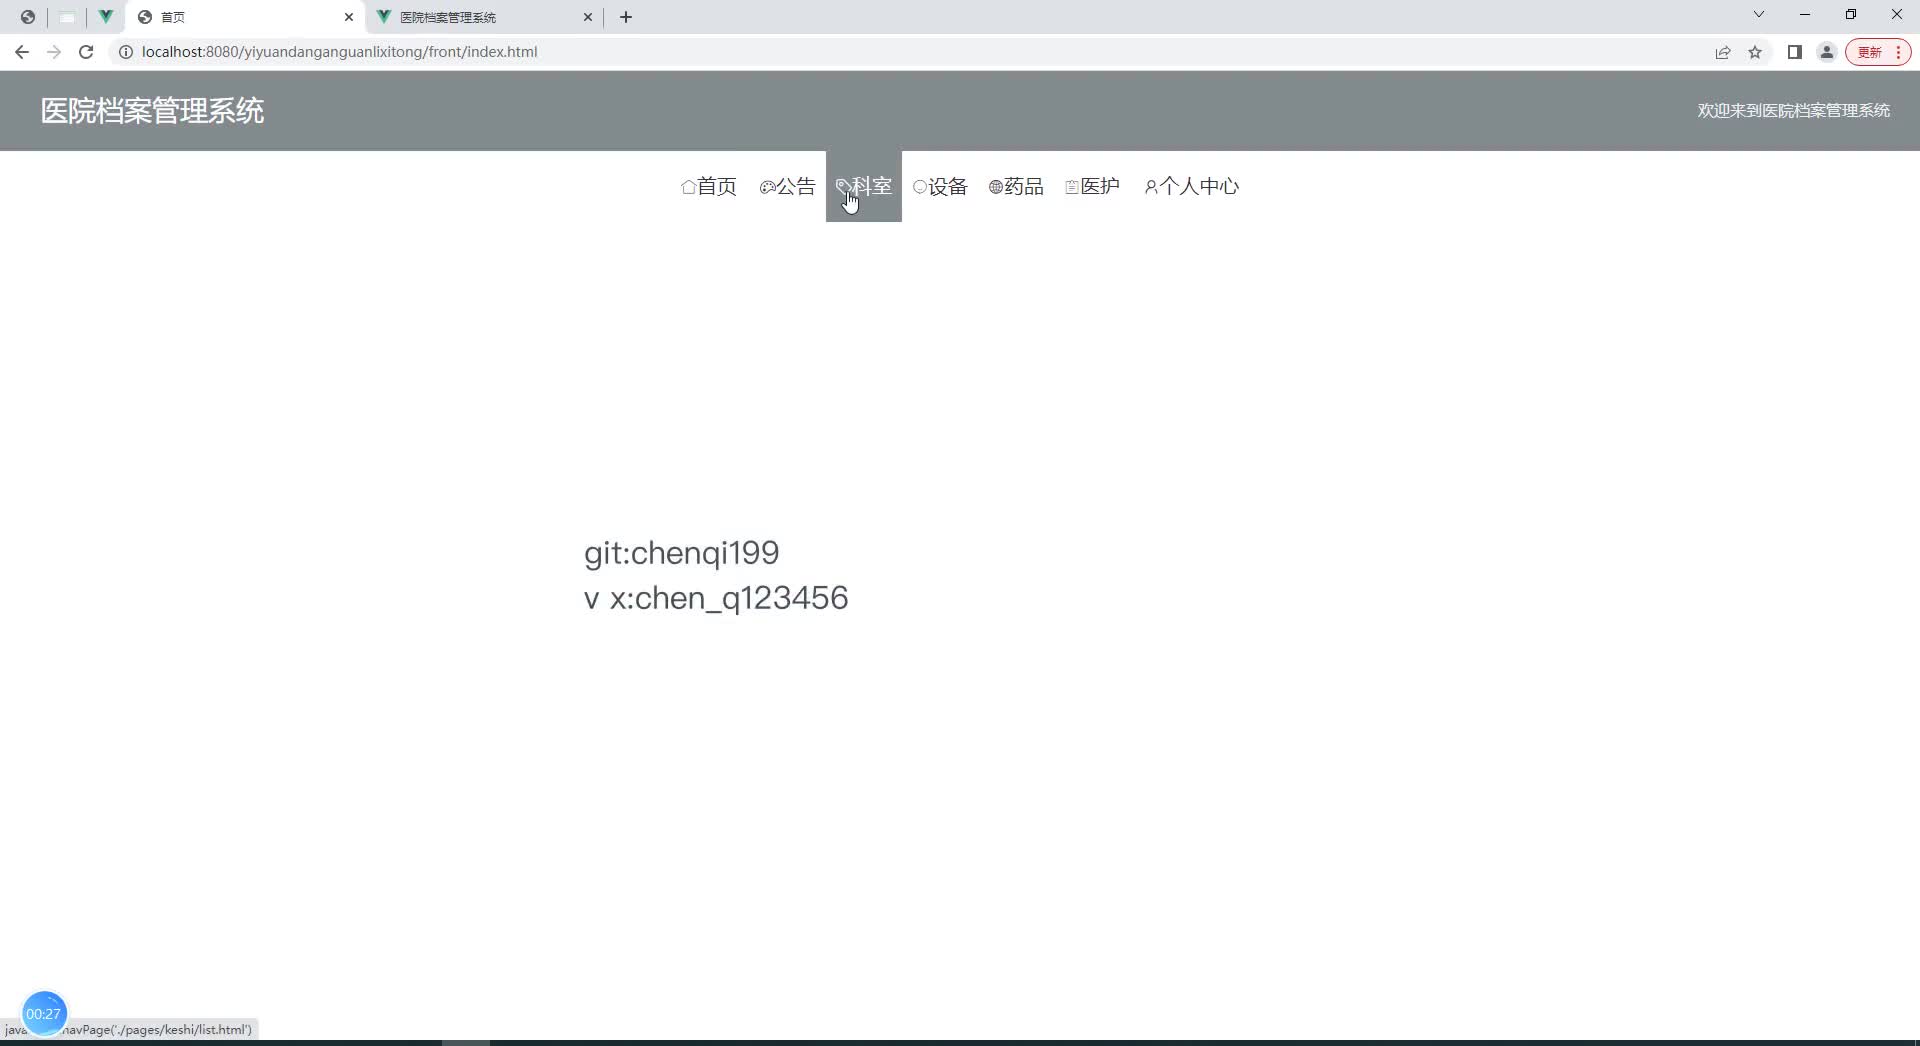 首页
医院档案管理系统
localhost:8080/yiyuandanganguanlixitong/front/index.html
更新
医院档案管理系统
欢迎来到医院档案管理系统
首页
公告
科室
设备
药品
医护
个人中心
git:chenqi199
v x:chen_q123456
00:27
java
navPage('./pages/keshi/list.html')